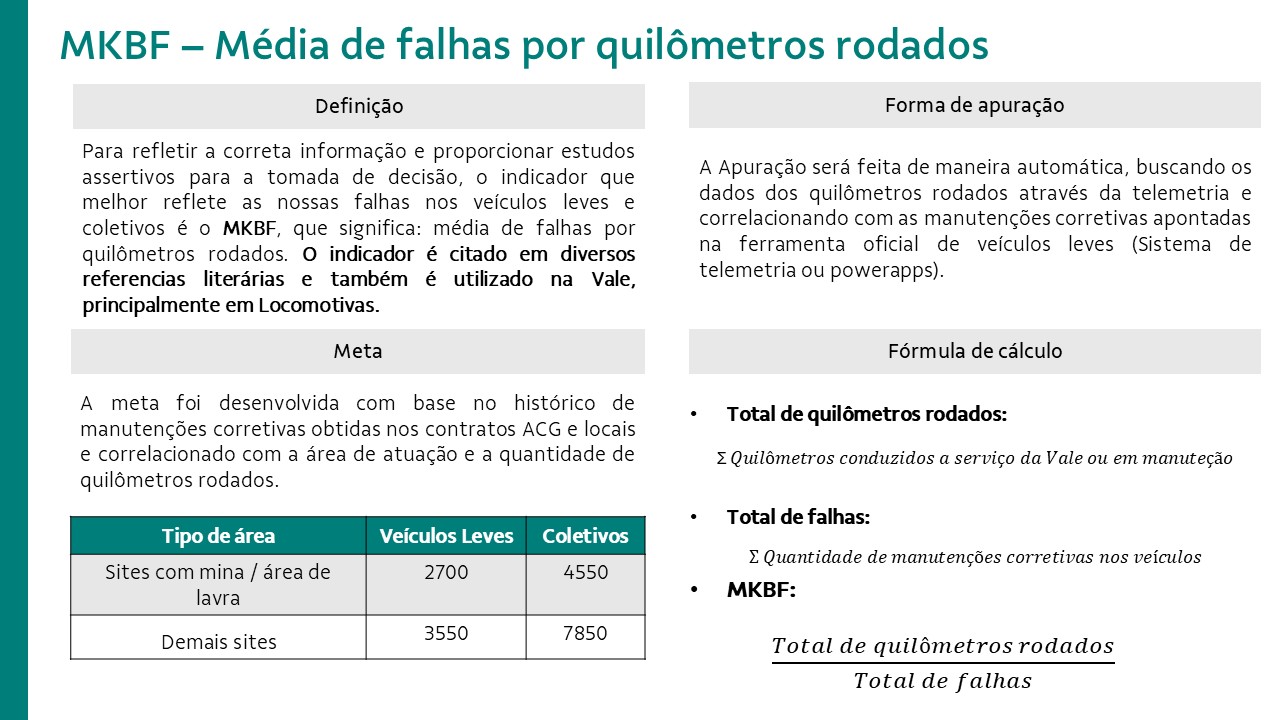 MKBF – Média de falhas por quilômetros rodados
Definição
Para refletir a correta informação e proporcionar estudos
assertivos para a tomada de decisão, o indicador que
melhor reflete as nossas falhas nos veículos leves e
coletivos é o MKBF, que significa: média de falhas por
quilômetros rodados. O indicador é citado em diversos
referencias literárias e também é utilizado na Vale,
principalmente em Locomotivas.
Meta
A meta foi desenvolvida com base no histórico de
manutenções corretivas obtidas nos contratos ACG e locais
e correlacionado com a área de atuação e a quantidade de
quilômetros rodados.
Tipo de área Veículos Leves Coletivos
Sites com mina / área de
lavra
2700 4550
Demais sites 3550 7850
Forma de apuração
A Apuração será feita de maneira automática, buscando os
dados dos quilômetros rodados através da telemetria e
correlacionando com as manutenções corretivas apontadas
na ferramenta oficial de veículos leves (Sistema de
telemetria ou powerapps).
Fórmula de cálculo
• Total de quilômetros rodados:
Σ Quilômetros conduzidos a serviço da Vale ou em manuteção
• Total de falhas:
Σ Quantidade de manutenções corretivas nos veículos
• MKBF:
Total de quilômetros rodados
Total de falhas